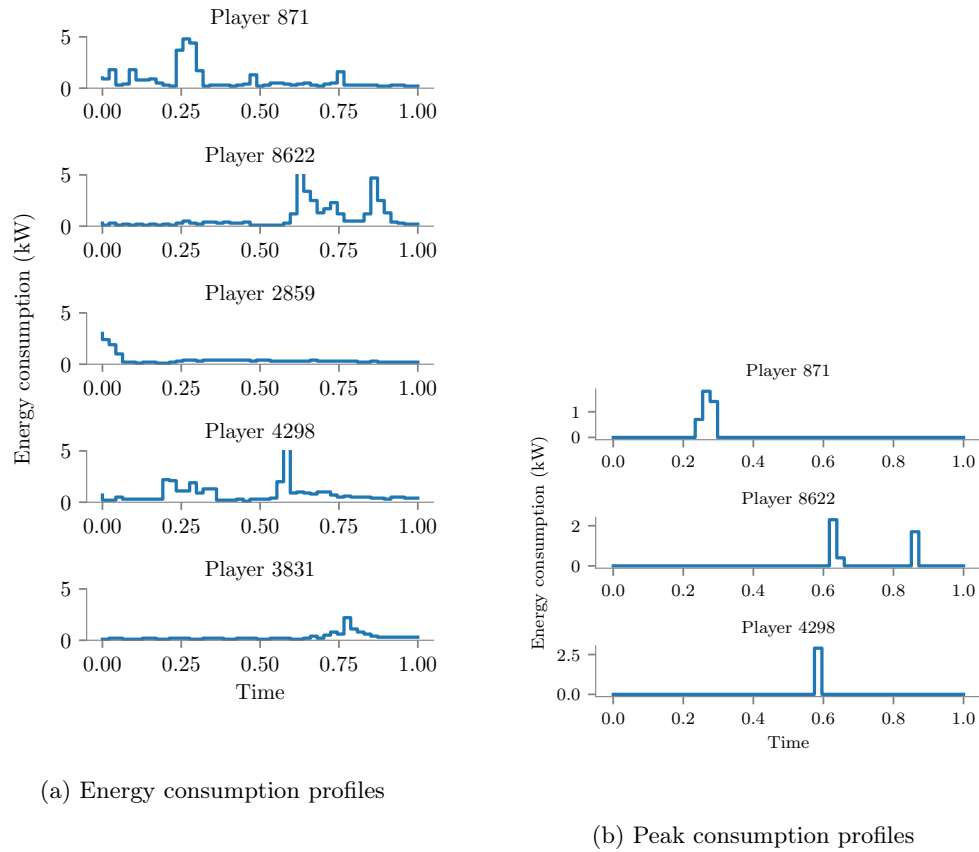 Player 871
5
0
0.00 0.25 0.50 0.75 1.00
Player 8622
5
0
0.00 0.25 0.50 0.75 1.00
Player 2859
5
0
0.00 0.25 0.50 0.75 1.00
Player 4298
5
0
0.00 0.25 0.50 0.75 1.00
Player 3831
5
0
0.00 0.25 0.50 0.75 1.00
Time
Energy consumption (kW)
(a) Energy consumption profiles
Player 871
1
0
0.0 0.2 0.4 0.6 0.8 1.0
Player 8622
2
0
0.0 0.2 0.4 0.6 0.8 1.0
Player 4298
2.5
0.0
0.0 0.2 0.4 0.6 0.8 1.0
Time
Energy consumption (kW)
(b) Peak consumption profiles